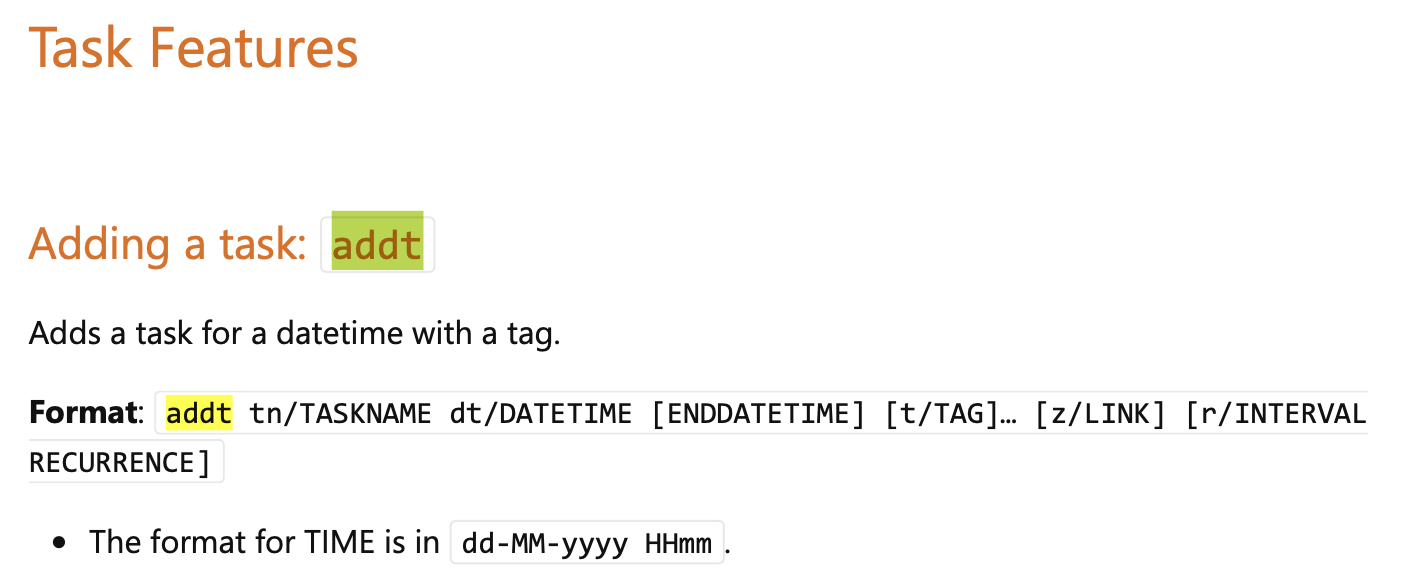 Task Features
Adding a task: addt
Adds a task for a datetime with a tag.
Format: addt tn/TASKNAME dt/DATETIME [ENDDATETIME] [t/TAG]… [z/LINK] [r/INTERVAL
RECURRENCE]
• The format for TIME is in dd-MM-yyyy HHmm.